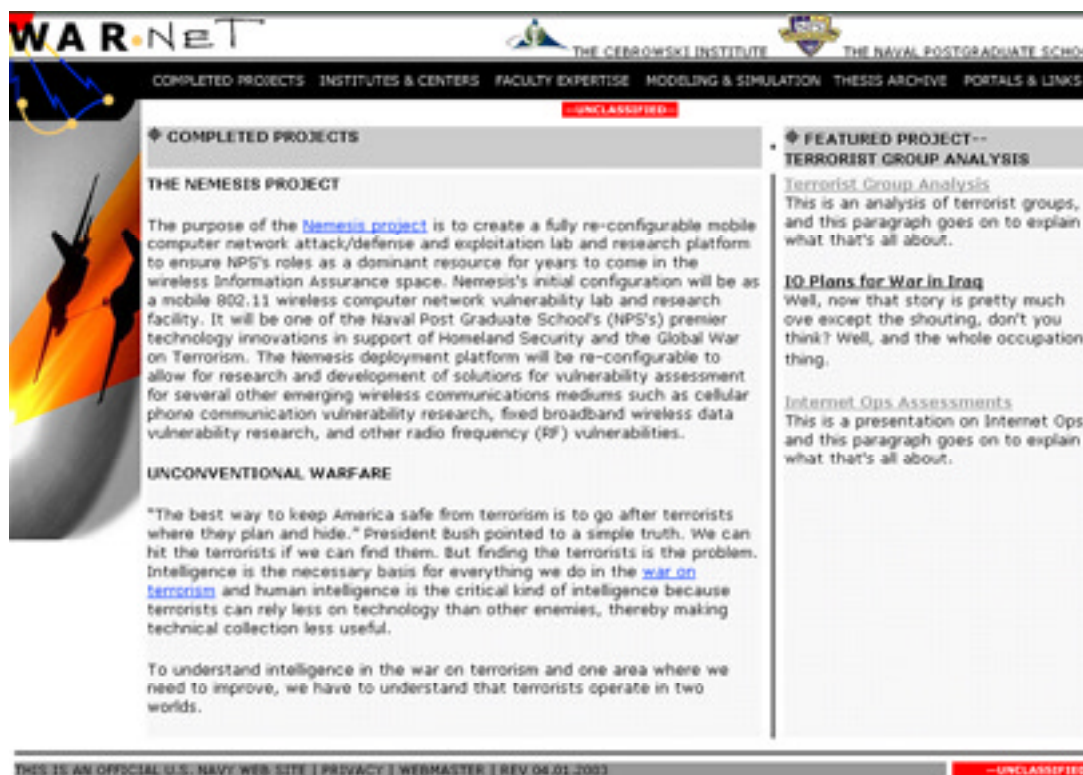 WAR•NET
THE CEBROWSKI INSTITUTE
THE NAVAL POSTGRADUATE SCHO
COMPLETED PROJECTS INSTITUTES & CENTERS FACULTY EXPERTISE MODELING & SIMULATION THESIS ARCHIVE PORTALS & LINKS
--UNCLASSIFIED--
COMPLETED PROJECTS
THE NEMESIS PROJECT
The purpose of the Nemesis project is to create a fully re-configurable mobile
computer network attack/defense and exploitation lab and research platform
to ensure NPS's roles as a dominant resource for years to come in the
wireless Information Assurance space. Nemesis's initial configuration will be as
a mobile 802.11 wireless computer network vulnerability lab and research
facility. It will be one of the Naval Post Graduate School's (NPS's) premier
technology innovations in support of Homeland Security and the Global War
on Terrorism. The Nemesis deployment platform will be re-configurable to
allow for research and development of solutions for vulnerability assessment
for several other emerging wireless communications mediums such as cellular
phone communication vulnerability research, fixed broadband wireless data
vulnerability research, and other radio frequency (RF) vulnerabilities.
UNCONVENTIONAL WARFARE
"The best way to keep America safe from terrorism is to go after terrorists
where they plan and hide." President Bush pointed to a simple truth. We can
hit the terrorists if we can find them. But finding the terrorists is the problem.
Intelligence is the necessary basis for everything we do in the war on
terrorism and human intelligence is the critical kind of intelligence because
terrorists can rely less on technology than other enemies, thereby making
technical collection less useful.
To understand intelligence in the war on terrorism and one area where we
need to improve, we have to understand that terrorists operate in two
worlds.
FEATURED PROJECT--
TERRORIST GROUP ANALYSIS
Terrorist Group Analysis
This is an analysis of terrorist groups,
and this paragraph goes on to explain
what that's all about.
IO Plans for War in Iraq
Well, now that story is pretty much
ove except the shouting, don't you
think? Well, and the whole occupation
thing.
Internet Ops Assessments
This is a presentation on Internet Ops
and this paragraph goes on to explain
what that's all about.
THIS IS AN OFFICIAL U.S. NAVY WEB SITE | PRIVACY | WEBMASTER | REV 04.01.2003
--UNCLASSIFIED